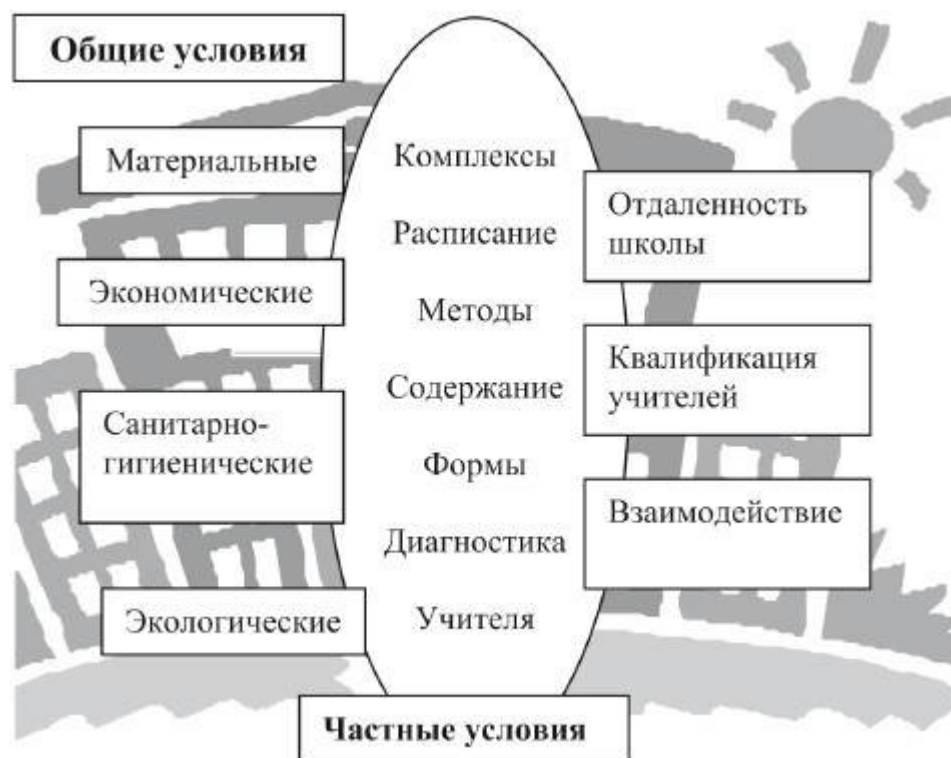 Общие условия
Материальные
Экономические
Санитарно-
гигиенические
Экологические
Комплексы
Расписание
Методы
Содержание
Формы
Диагностика
Учителя
Отдаленность
школы
Квалификация
учителей
Взаимодействие
Частные условия